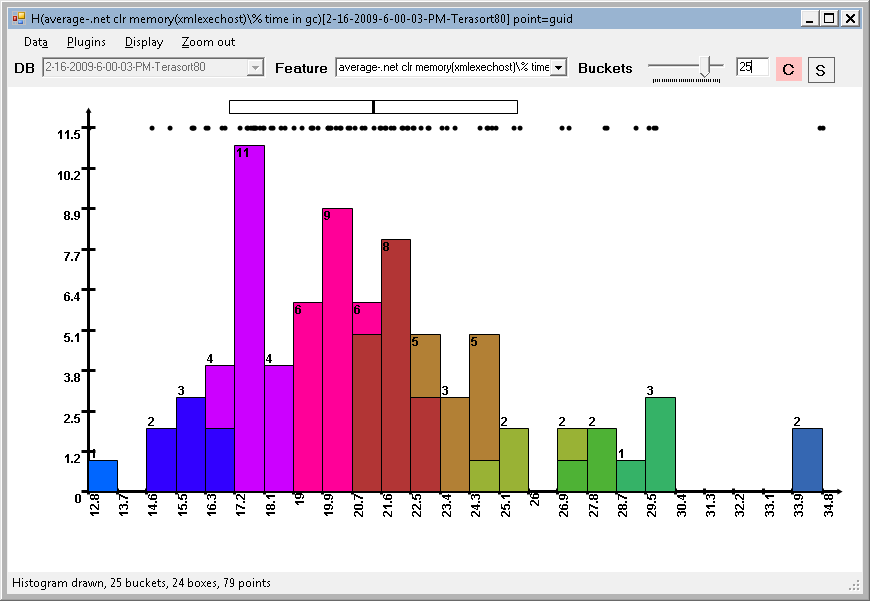 H(average-.net clr memory(xmlexechost)\% time in gc)[2-16-2009-6-00-03-PM-Terasort80] point=guid
Data Plugins Display Zoom out
DB 2-16-2009-6-00-03-PM-Terasort80 Feature average-.net clr memory(xmlexechost)\% time Buckets 25 C S
11.5
11
10.2
9
8.9
8
7.7
6 6
6.4
5 5
5.1
4 4
3.8
3 3 3
2.5
2 2 2 2 2
1.2
1 1
0
12.8 13.7 14.6 15.5 16.3 17.2 18.1 19 19.9 20.7 21.6 22.5 23.4 24.3 25.1 26 26.9 27.8 28.7 29.5 30.4 31.3 32.2 33.1 33.9 34.8
Histogram drawn, 25 buckets, 24 boxes, 79 points